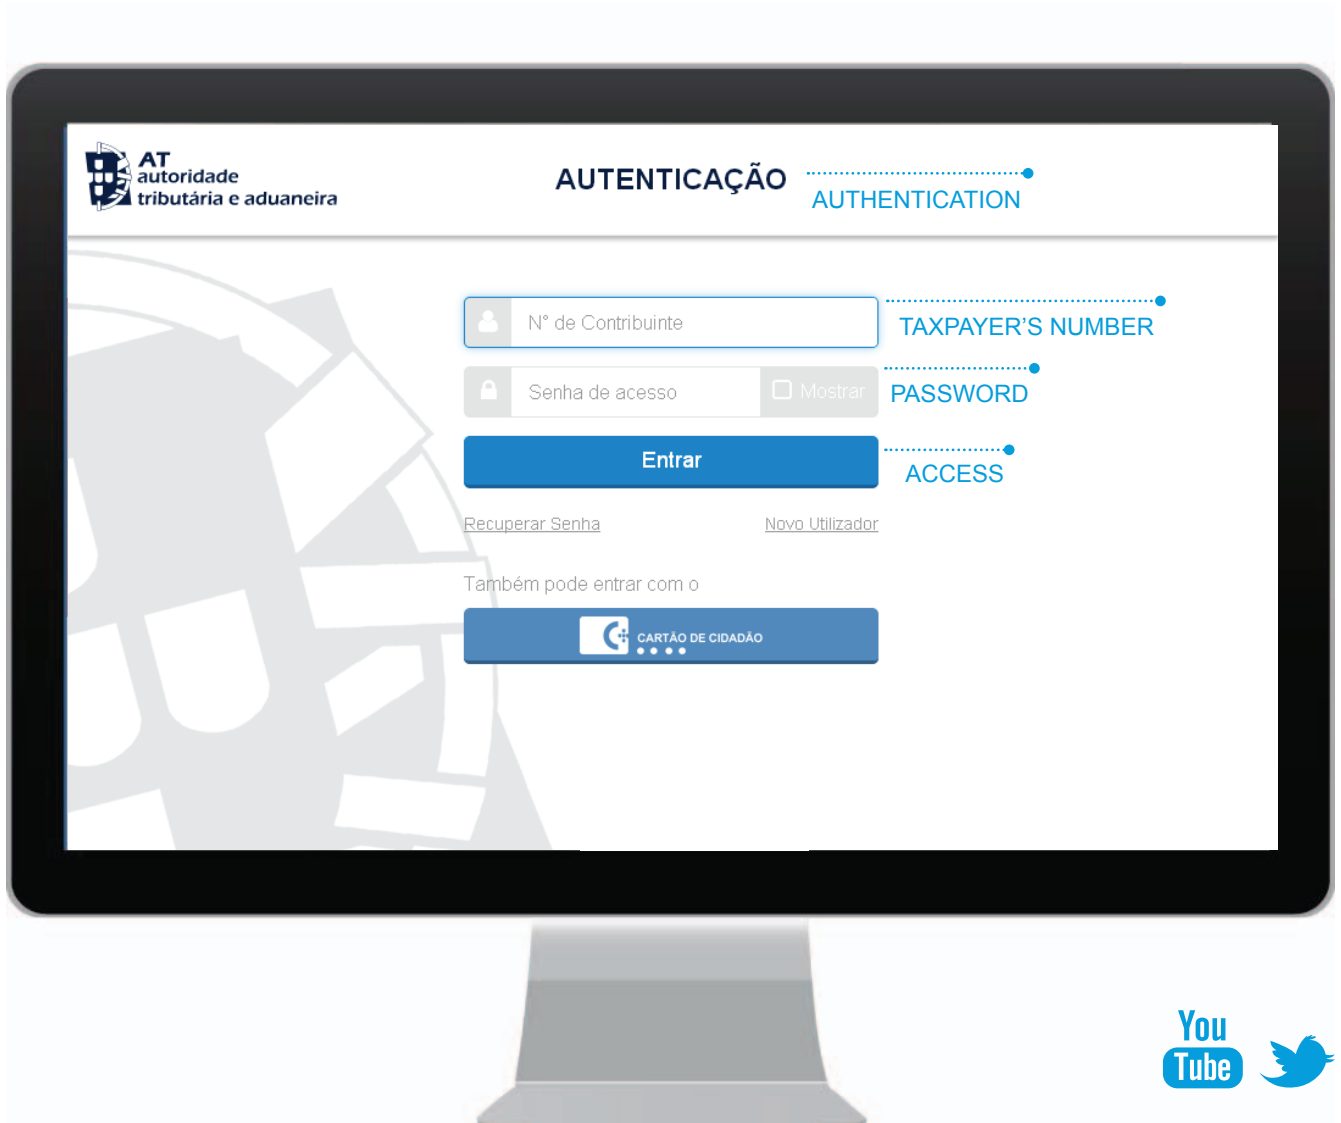 AT
autoridade
tributária e aduaneira
AUTENTICAÇÃO
AUTHENTICATION
N° de Contribuinte
TAXPAYER'S NUMBER
Senha de acesso
Mostrar
PASSWORD
Entrar
ACCESS
Recuperar Senha
Novo Utilizador
Também pode entrar com o
CARTÃO DE CIDADÃO
You
Tube